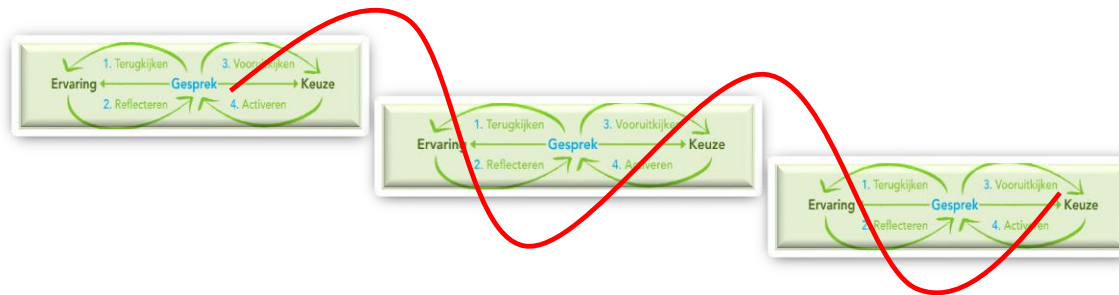 1. Terugkijken 3. Vooruitkijken
Ervaring Gesprek Keuze
2. Reflecteren 4. Activeren
1. Terugkijken 3. Vooruitkijken
Ervaring Gesprek Keuze
2. Reflecteren 4. Activeren
1. Terugkijken 3. Vooruitkijken
Ervaring Gesprek Keuze
2. Reflecteren 4. Activeren